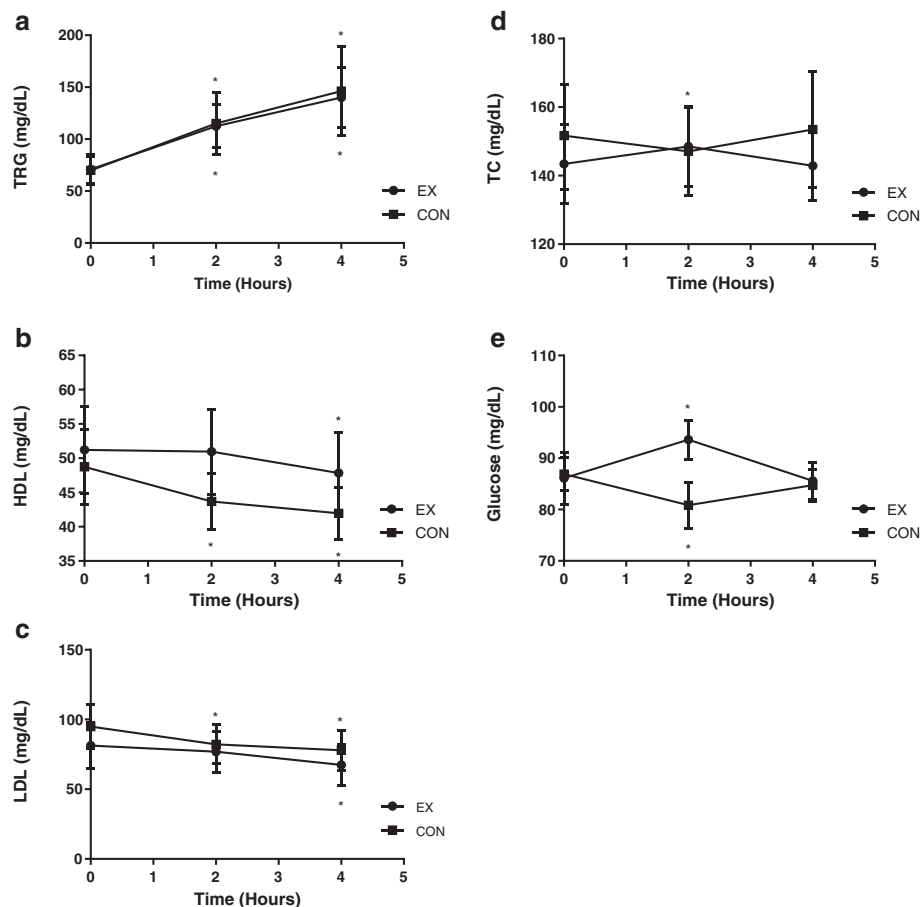 a
200
150
100
50
0
TRG (mg/dL)
* *
* *
EX
CON
0 1 2 3 4 5
Time (Hours)
b
65
60
55
50
45
40
35
HDL (mg/dL)
*
* *
EX
CON
0 1 2 3 4 5
Time (Hours)
c
150
100
50
0
LDL (mg/dL)
* *
*
EX
CON
0 1 2 3 4 5
Time (Hours)
d
180
160
140
120
TC (mg/dL)
*
EX
CON
0 1 2 3 4 5
Time (Hours)
e
110
100
90
80
70
Glucose (mg/dL)
*
*
EX
CON
0 1 2 3 4 5
Time (Hours)